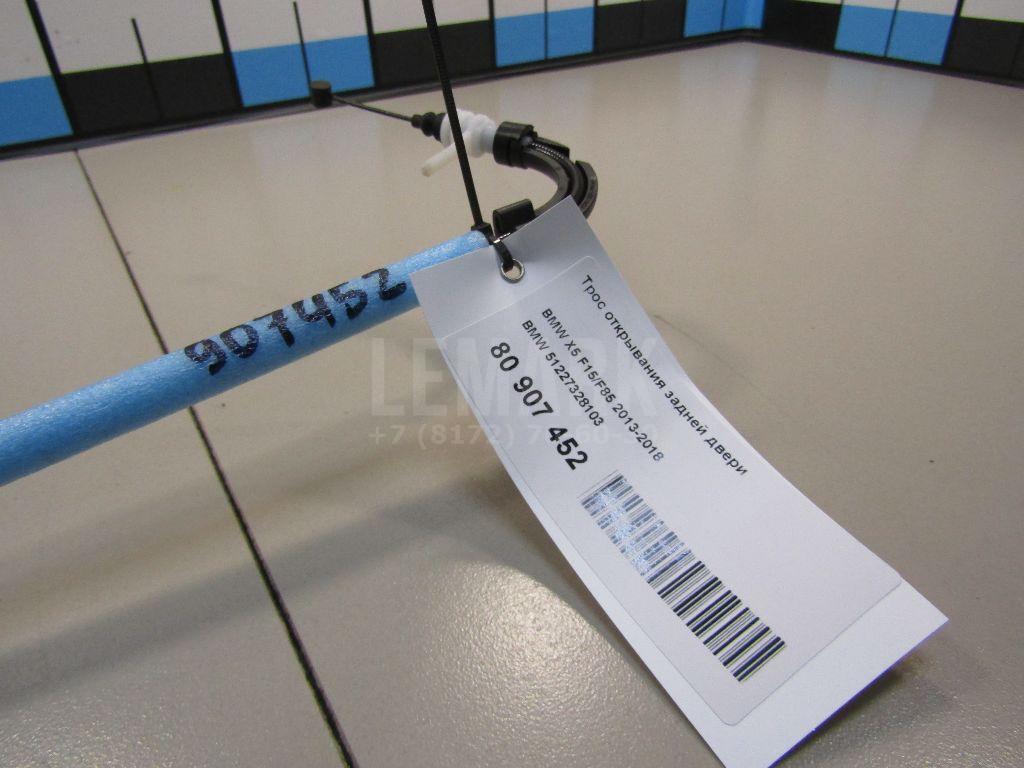 907452
Трос открывания задней двери
BMW X5 F15/F85 2013-2018
BMW 51227328103
80 907 452
LEMARK